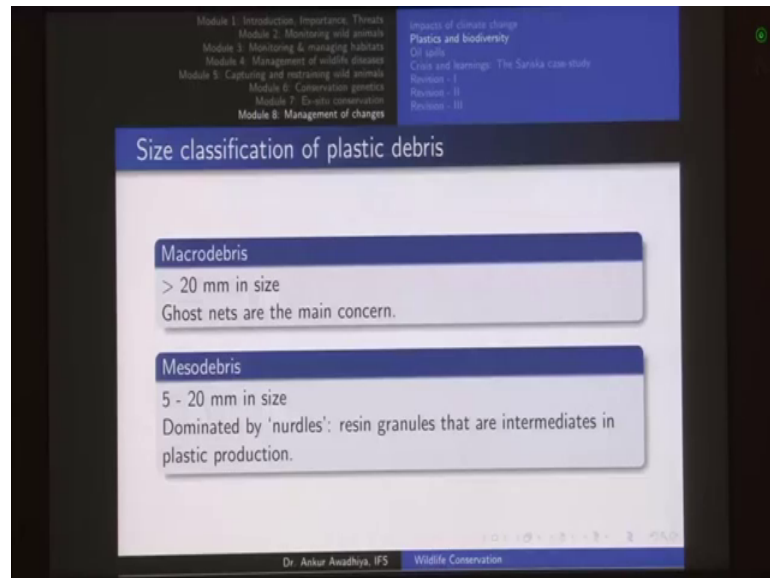 Module 1: Introduction, Importance, Threats
Module 2: Monitoring wild animals
Module 3: Monitoring & managing habitats
Module 4: Management of wildlife diseases
Module 5: Capturing and restraining wild animals
Module 6: Conservation genetics
Module 7: Ex-situ conservation
Module 8: Management of changes
Impacts of climate change
Plastics and biodiversity
Oil spills
Crisis and learnings: The Sariska case study
Revision - I
Revision - II
Revision - III
Size classification of plastic debris
Macrodebris
> 20 mm in size
Ghost nets are the main concern.
Mesodebris
5 - 20 mm in size
Dominated by 'nurdles': resin granules that are intermediates in
plastic production.
Dr. Ankur Awadhiya, IFS
Wildlife Conservation